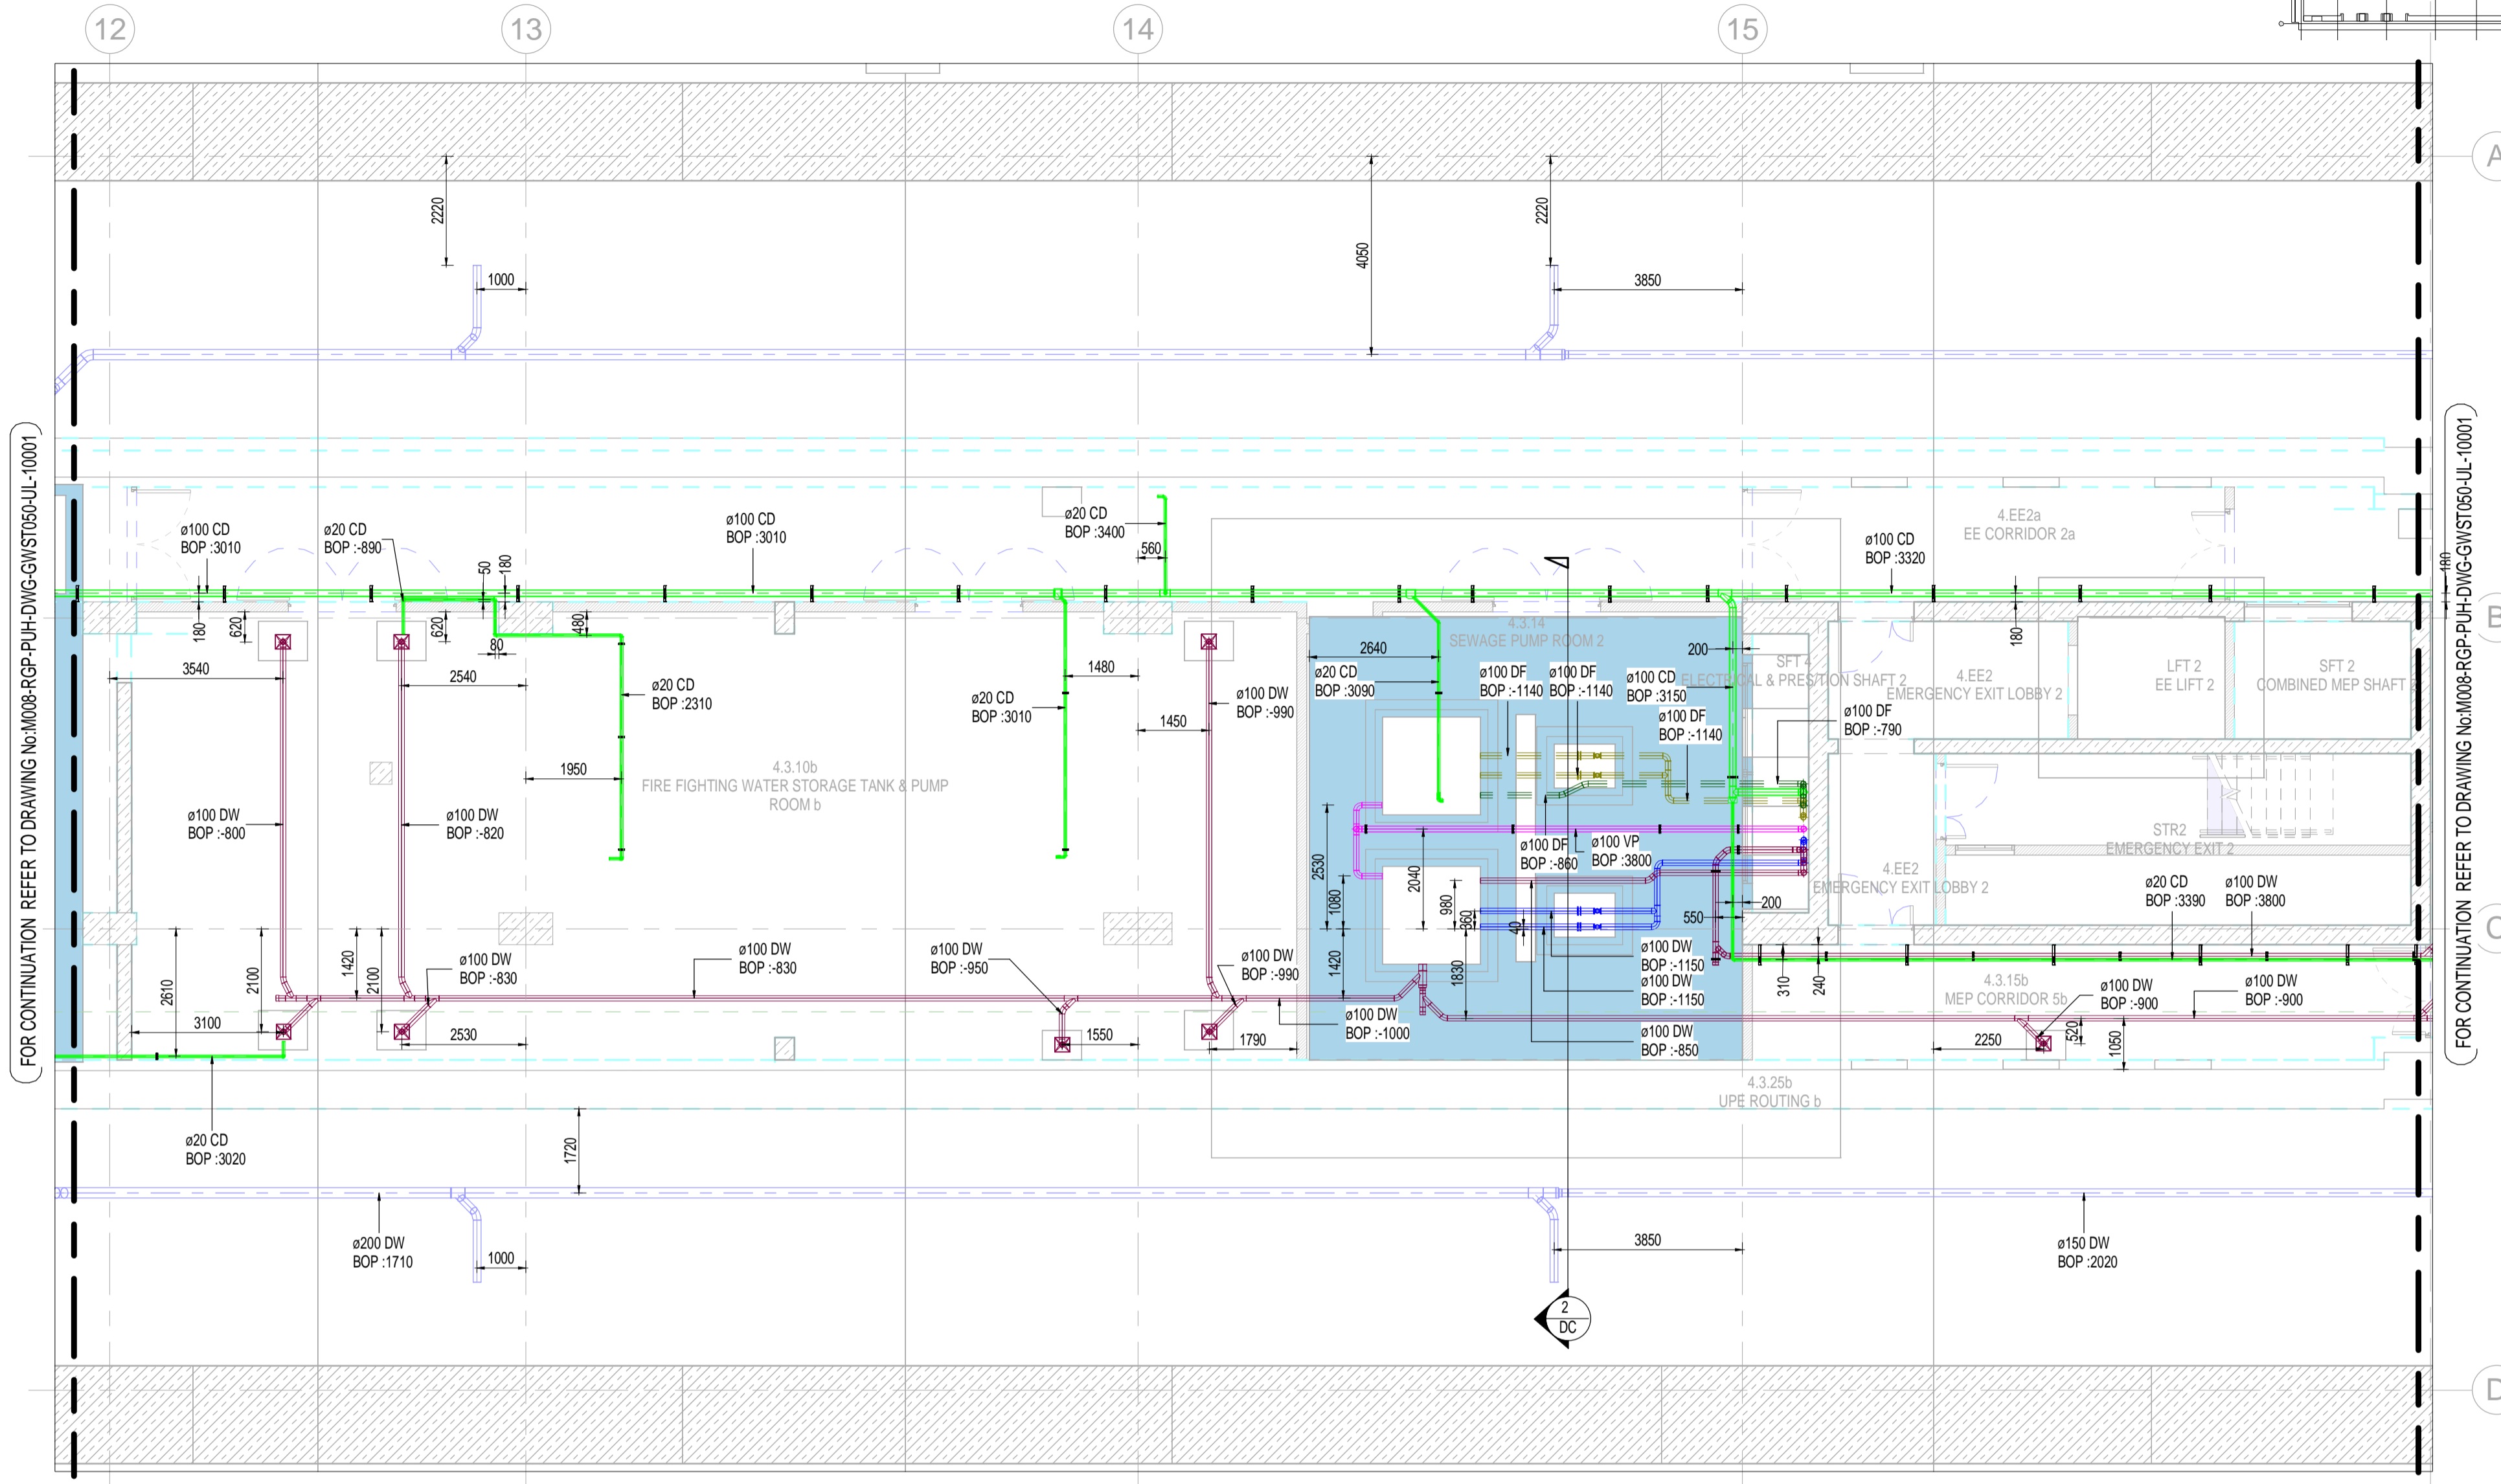 12
13
14
15
A
2220
2220
4050
1000
3850
FOR CONTINUATION REFER TO DRAWING No:M008-RGP-PUH-DWG-GWST050-UL-10001
FOR CONTINUATION REFER TO DRAWING No:M008-RGP-PUH-DWG-GWST050-UL-10001
ø100 CD
BOP :3010
ø20 CD
BOP :-890
ø100 CD
BOP :3010
ø20 CD
BOP :3400
560
4.EE2a
EE CORRIDOR 2a
ø100 CD
BOP :3320
180
50
180
180
620
620
480
80
180
B
4.3.14
SEWAGE PUMP ROOM 2
3540
2540
ø20 CD
BOP :2310
1480
ø20 CD
BOP :3010
1450
ø100 DW
BOP :-990
2640
ø20 CD
BOP :3090
ø100 DF
BOP :-1140
ø100 DF
BOP :-1140
ø100 CD
BOP :3150
ø100 DF
BOP :-1140
200
SFT 4
ELECTRICAL & PRES/TION SHAFT 2
4.EE2
EMERGENCY EXIT LOBBY 2
LFT 2
EE LIFT 2
SFT 2
COMBINED MEP SHAFT 2
ø100 DF
BOP :-790
1950
4.3.10b
FIRE FIGHTING WATER STORAGE TANK & PUMP
ROOM b
ø100 DW
BOP :-800
ø100 DW
BOP :-820
2530
1080
2040
980
360
40
ø100 DF
BOP :-860
ø100 VP
BOP :3800
STR2
EMERGENCY EXIT 2
4.EE2
EMERGENCY EXIT LOBBY 2
ø20 CD
BOP :3390
ø100 DW
BOP :3800
200
550
C
2610
2100
1420
2100
ø100 DW
BOP :-830
ø100 DW
BOP :-830
ø100 DW
BOP :-950
ø100 DW
BOP :-990
1420
1830
ø100 DW
BOP :-1150
ø100 DW
BOP :-1150
310
240
4.3.15b
MEP CORRIDOR 5b
ø100 DW
BOP :-900
ø100 DW
BOP :-900
3100
2530
1550
1790
ø100 DW
BOP :-1000
ø100 DW
BOP :-850
2250
520
1050
4.3.25b
UPE ROUTING b
ø20 CD
BOP :3020
1720
ø200 DW
BOP :1710
1000
3850
ø150 DW
BOP :2020
2
DC
D